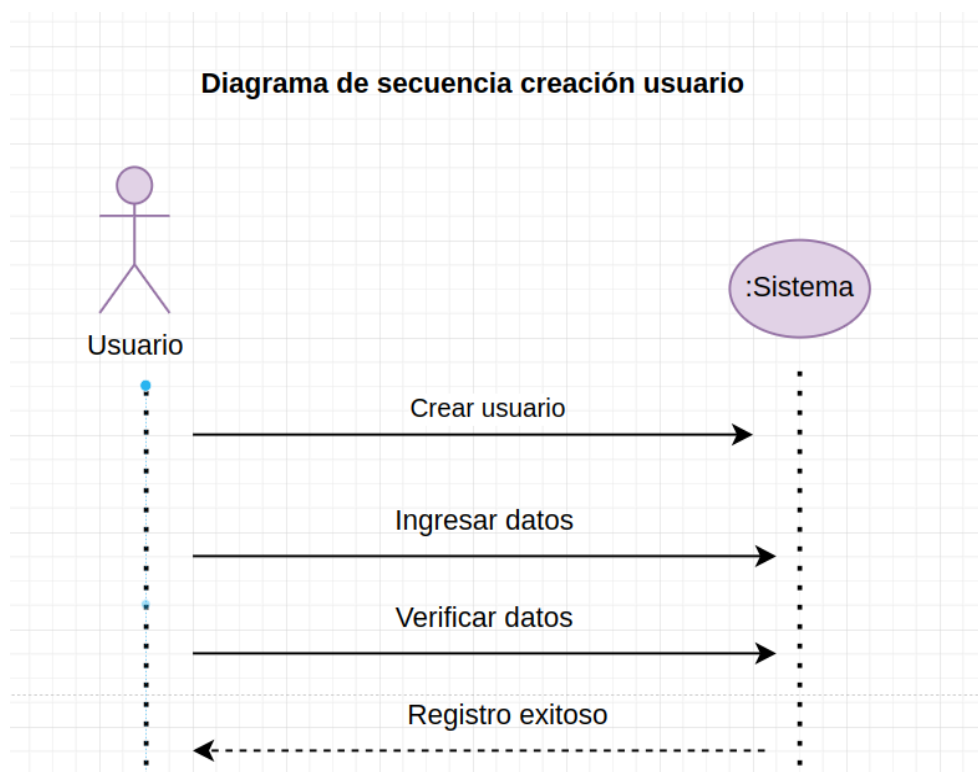 Diagrama de secuencia creación usuario
:Sistema
Usuario
Crear usuario
Ingresar datos
Verificar datos
Registro exitoso